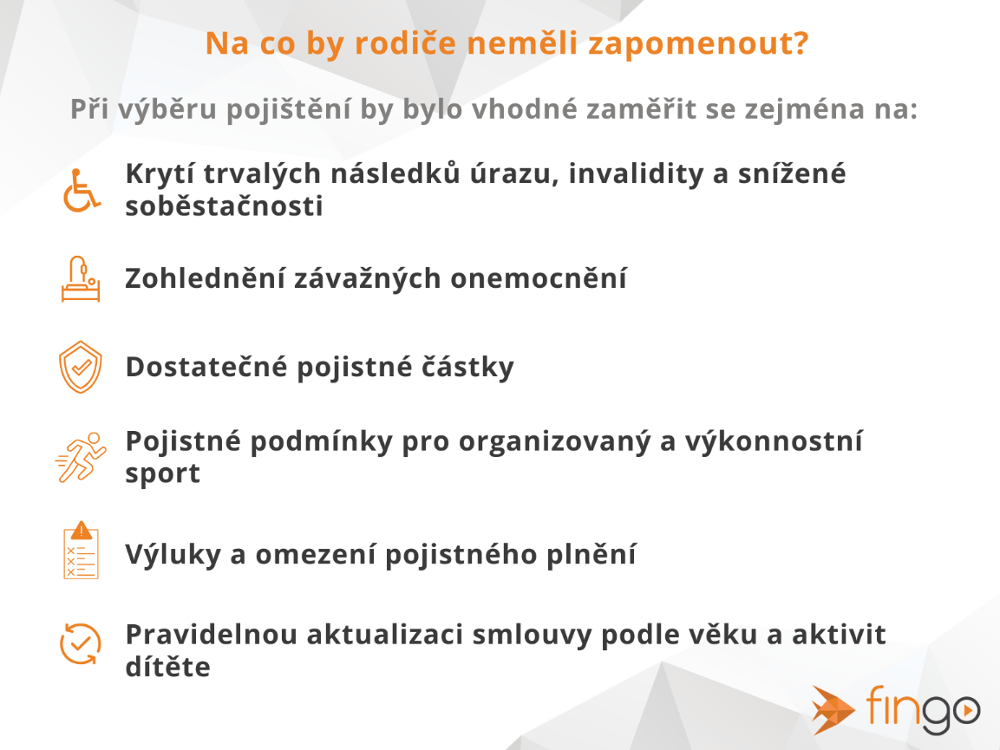 Na co by rodiče neměli zapomenout?
Při výběru pojištění by bylo vhodné zaměřit se zejména na:
Krytí trvalých následků úrazu, invalidity a snížené
soběstačnosti
Zohlednění závažných onemocnění
Dostatečné pojistné částky
Pojistné podmínky pro organizovaný a výkonnostní
sport
Výluky a omezení pojistného plnění
Pravidelnou aktualizaci smlouvy podle věku a aktivit
dítěte
fingo